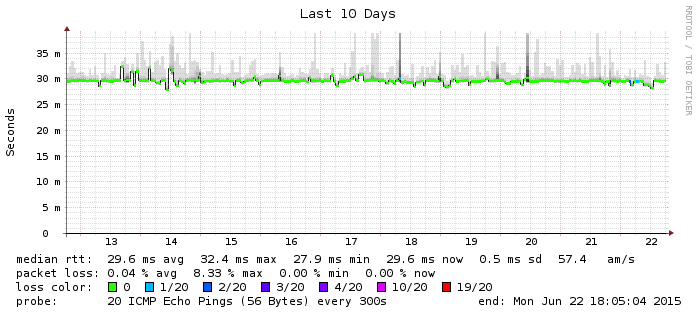 Last 10 Days
RRDTOOL / TOBI OETIKER
Seconds
35 m
30 m
25 m
20 m
15 m
10 m
5 m
0
13 14 15 16 17 18 19 20 21 22
median rtt: 29.6 ms avg 32.4 ms max 27.9 ms min 29.6 ms now 0.5 ms sd 57.4 am/s
packet loss: 0.04 % avg 8.33 % max 0.00 % min 0.00 % now
loss color: 0 1/20 2/20 3/20 4/20 10/20 19/20
probe: 20 ICMP Echo Pings (56 Bytes) every 300s end: Mon Jun 22 18:05:04 2015